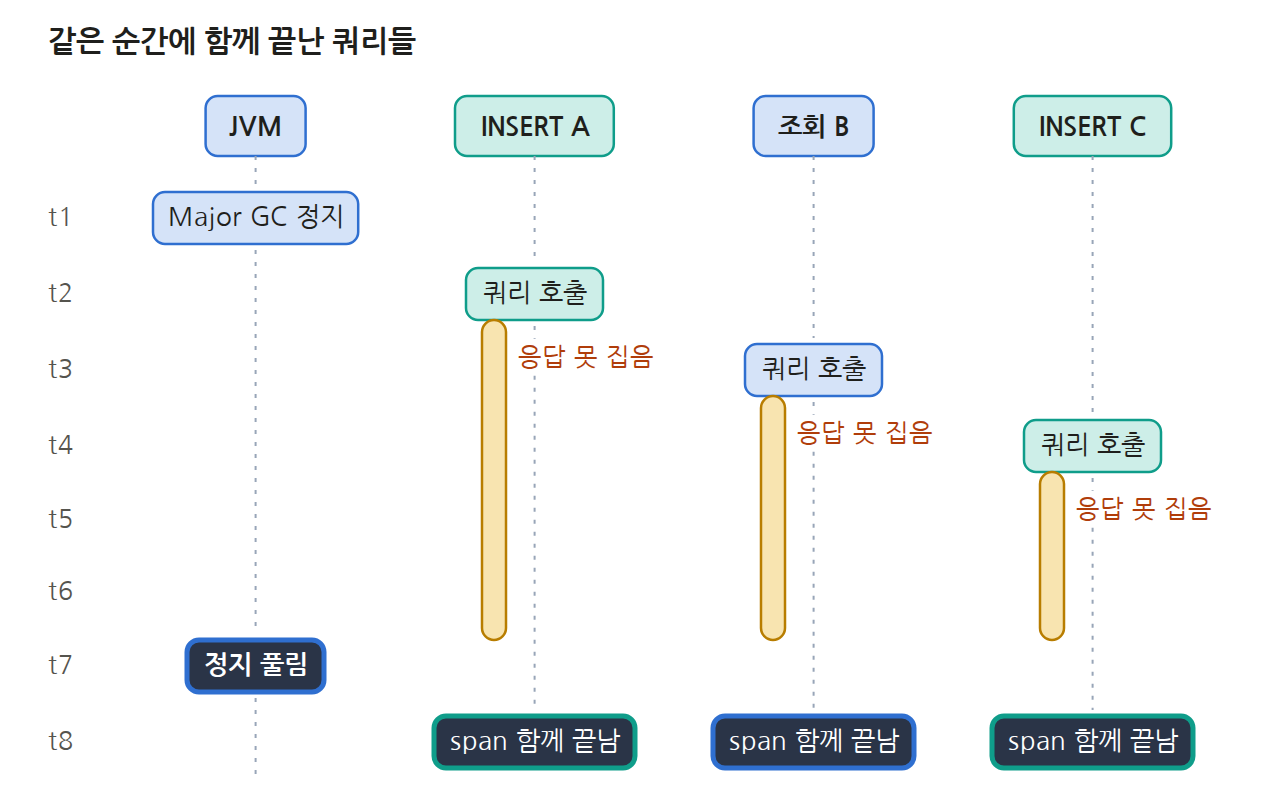 같은 순간에 함께 끝난 쿼리들
JVM
INSERT A
조회 B
INSERT C
t1
Major GC 정지
t2
쿼리 호출
응답 못 집음
t3
쿼리 호출
응답 못 집음
t4
쿼리 호출
응답 못 집음
t5
t6
t7
정지 풀림
t8
span 함께 끝남
span 함께 끝남
span 함께 끝남